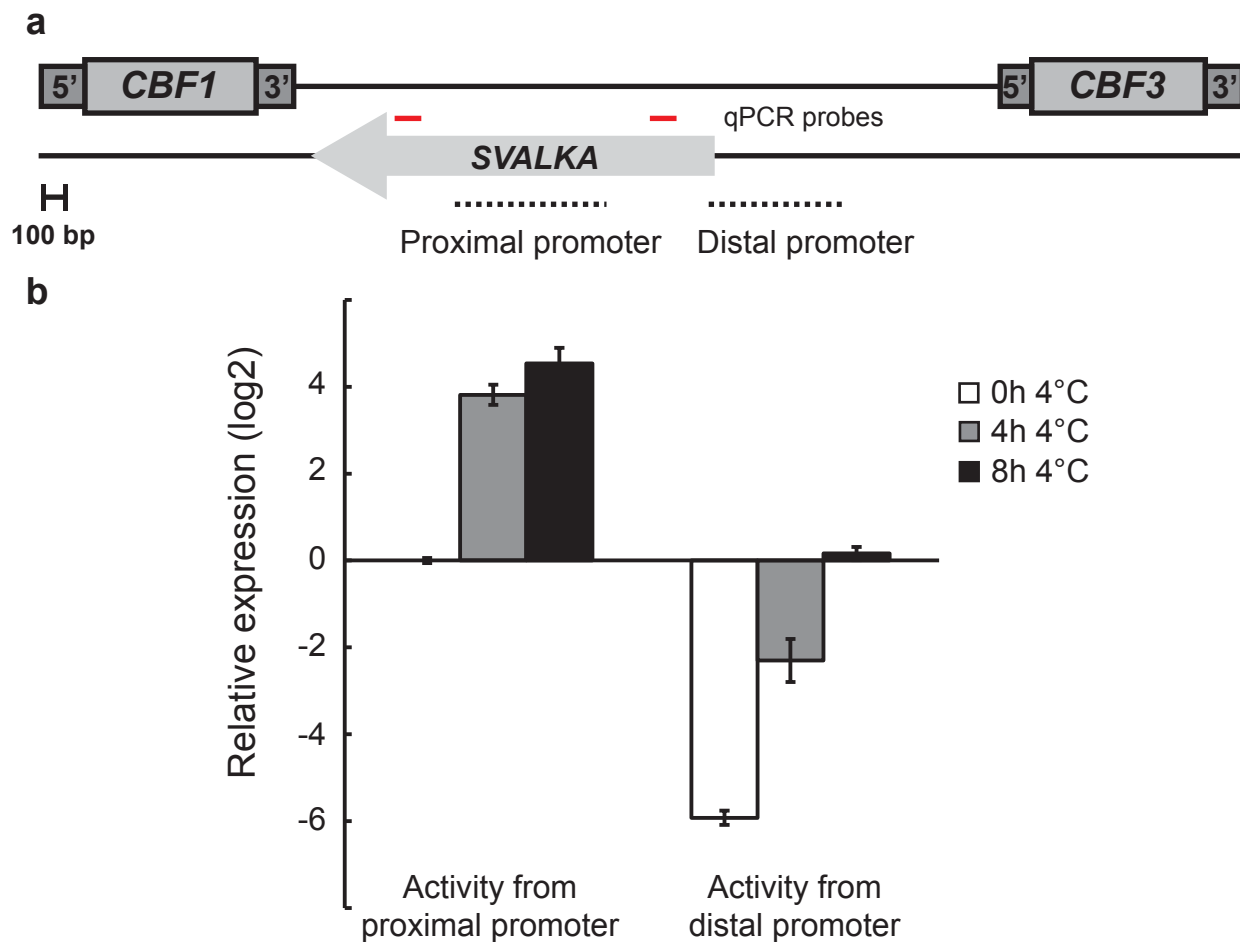 a
5’ CBF1 3’ 5’ CBF3 3’
qPCR probes
SVALKA
100 bp
Proximal promoter Distal promoter
b
Relative expression (log2)
4
2
0
-2
-4
-6
0h 4°C
4h 4°C
8h 4°C
Activity from
proximal promoter
Activity from
distal promoter